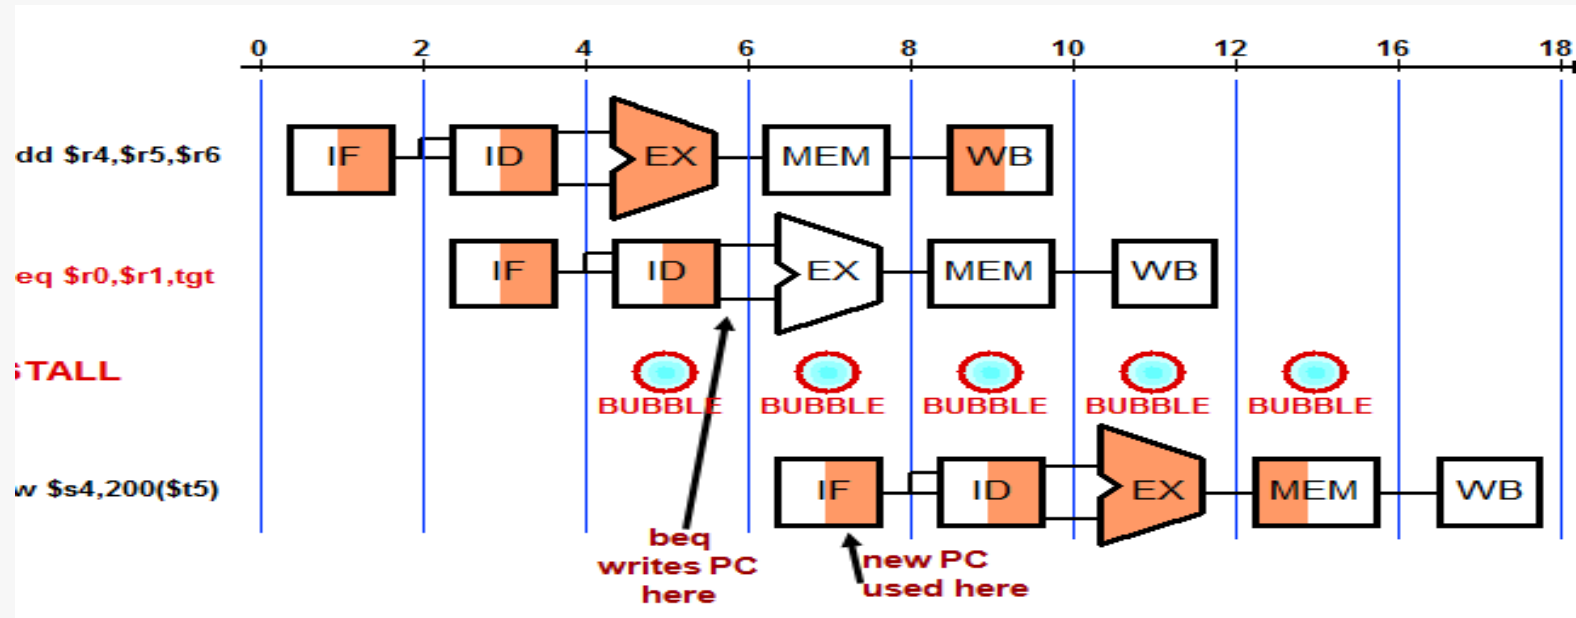 0 2 4 6 8 10 12 16 18
dd $r4,$r5,$r6 IF ID EX MEM WB
eq $r0,$r1,tgt IF ID EX MEM WB
STALL
BUBBLE BUBBLE BUBBLE BUBBLE BUBBLE
w $s4,200($t5) IF ID EX MEM WB
beq
writes PC
here
new PC
used here